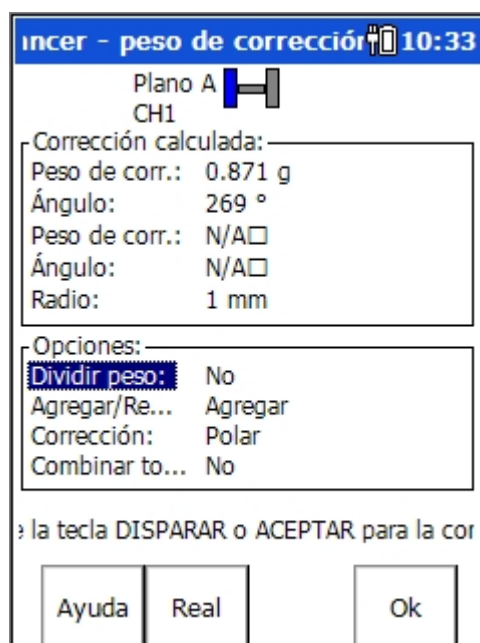 ncer - peso de corrección 10:33
Plano A
CH1
Corrección calculada:
Peso de corr.: 0.871 g
Ángulo: 269 °
Peso de corr.: N/A□
Ángulo: N/A□
Radio: 1 mm
Opciones:
Dividir peso: No
Agregar/Re... Agregar
Corrección: Polar
Combinar to... No
e la tecla DISPARAR o ACEPTAR para la cor
Ayuda Real Ok